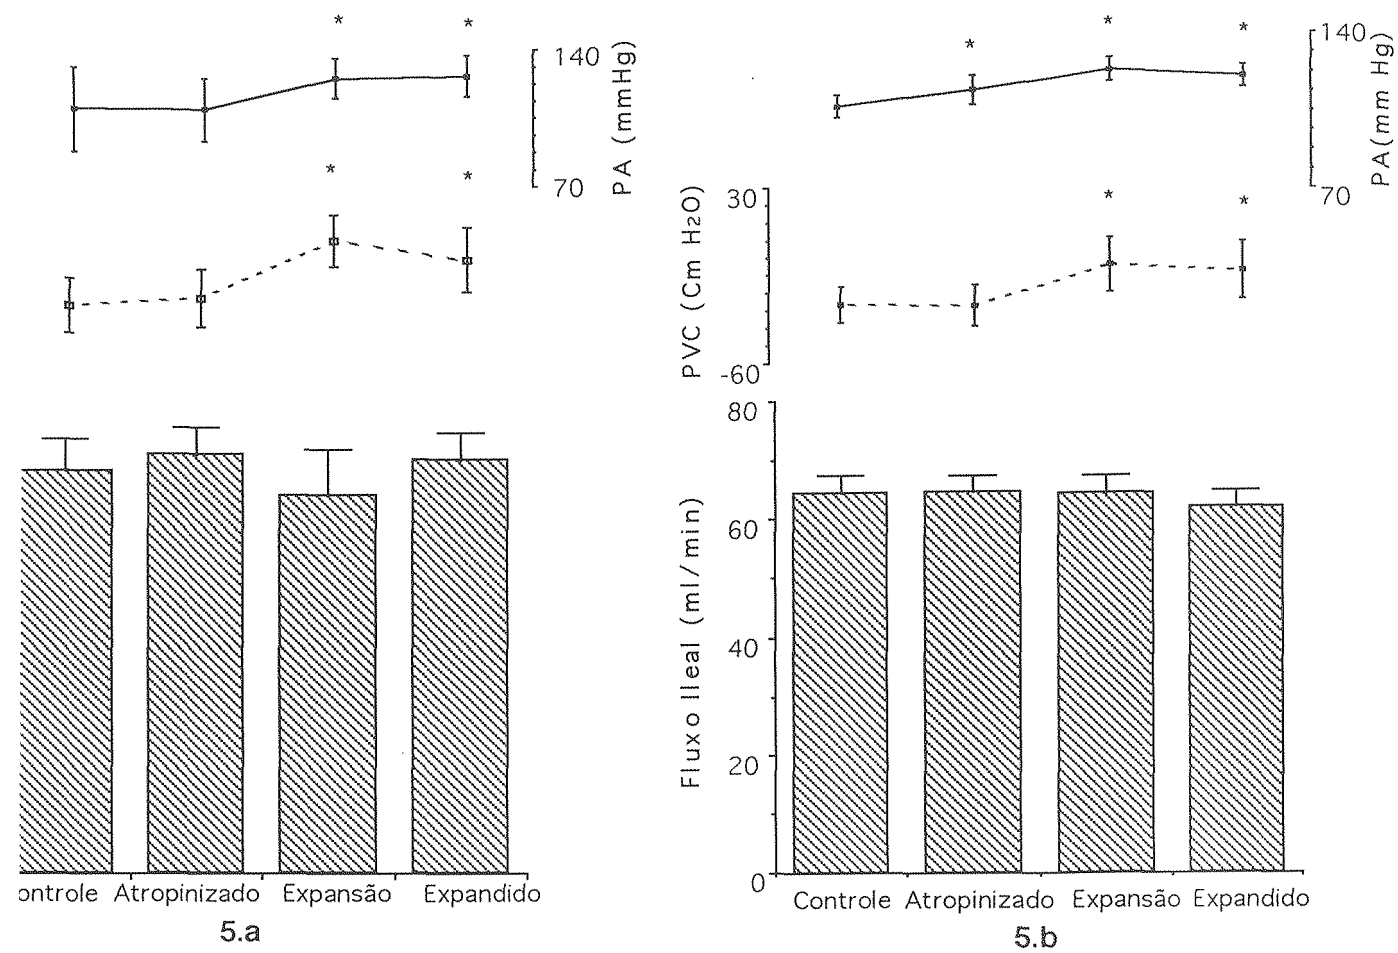 * *
140
PA (mmHg)
70
* *
ontrole Atropinizado Expansão Expandido
5.a
* * * *
140
PA(mm Hg)
70
* *
30
PVC (Cm H2O)
-60
80
60
40
20
0
Fluxo Ileal (ml/min)
Controle Atropinizado Expansão Expandido
5.b